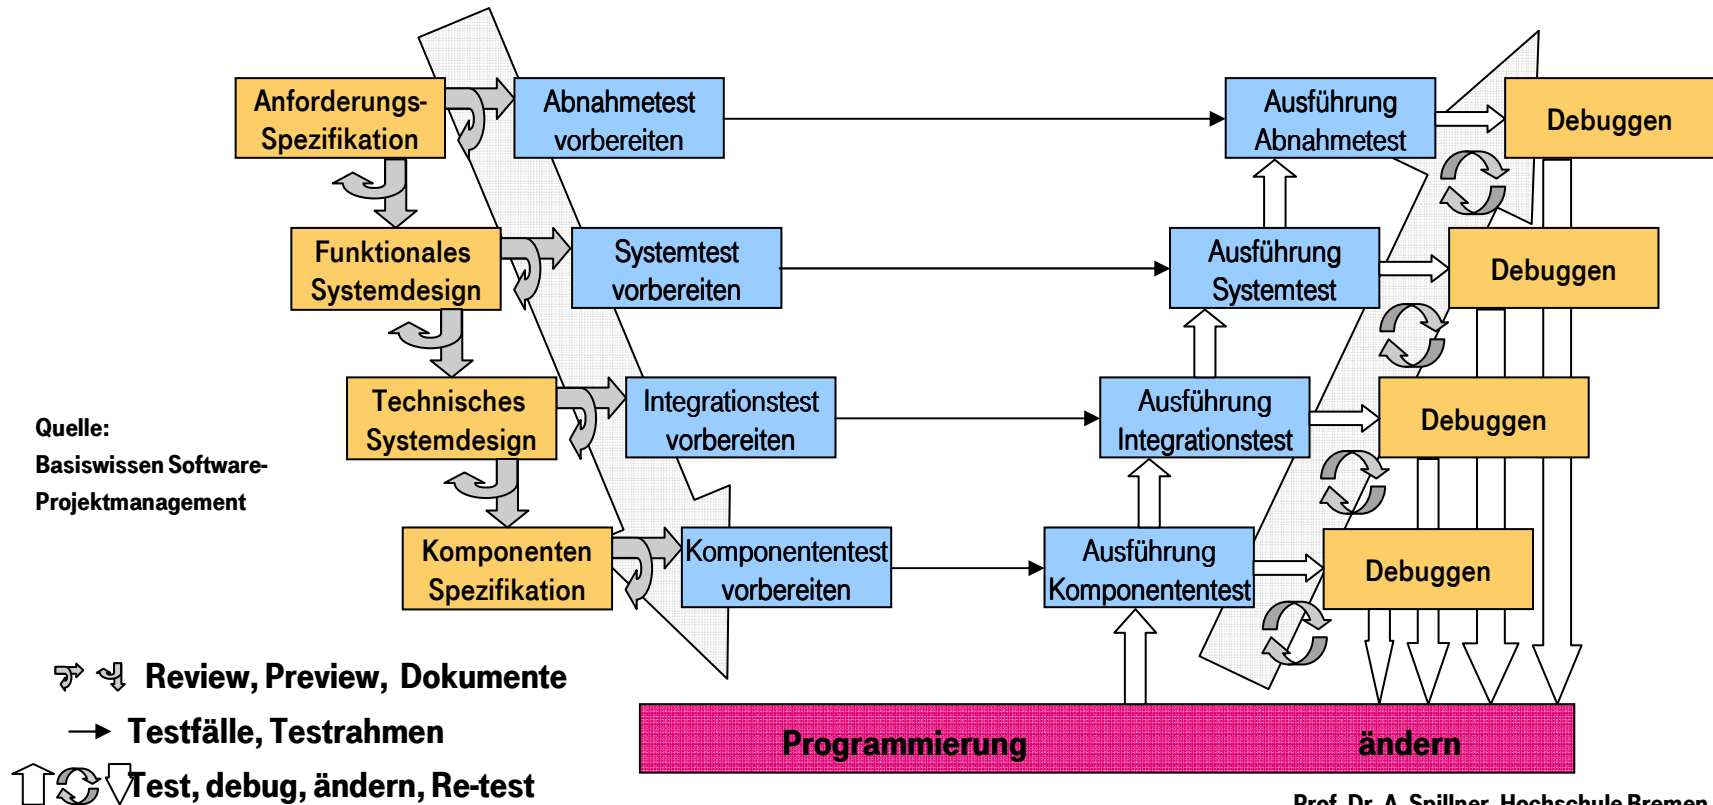 Anforderungs-
Spezifikation
Abnahmetest
vorbereiten
Ausführung
Abnahmetest
Debuggen
Funktionales
Systemdesign
Systemtest
vorbereiten
Ausführung
Systemtest
Debuggen
Technisches
Systemdesign
Integrationstest
vorbereiten
Ausführung
Integrationstest
Debuggen
Quelle:
Basiswissen Software-
Projektmanagement
Komponenten
Spezifikation
Komponententest
vorbereiten
Ausführung
Komponententest
Debuggen
Review, Preview, Dokumente
Testfälle, Testrahmen
Test, debug, ändern, Re-test
Programmierung
ändern
Prof. Dr. A. Spillner, Hochschule Bremen